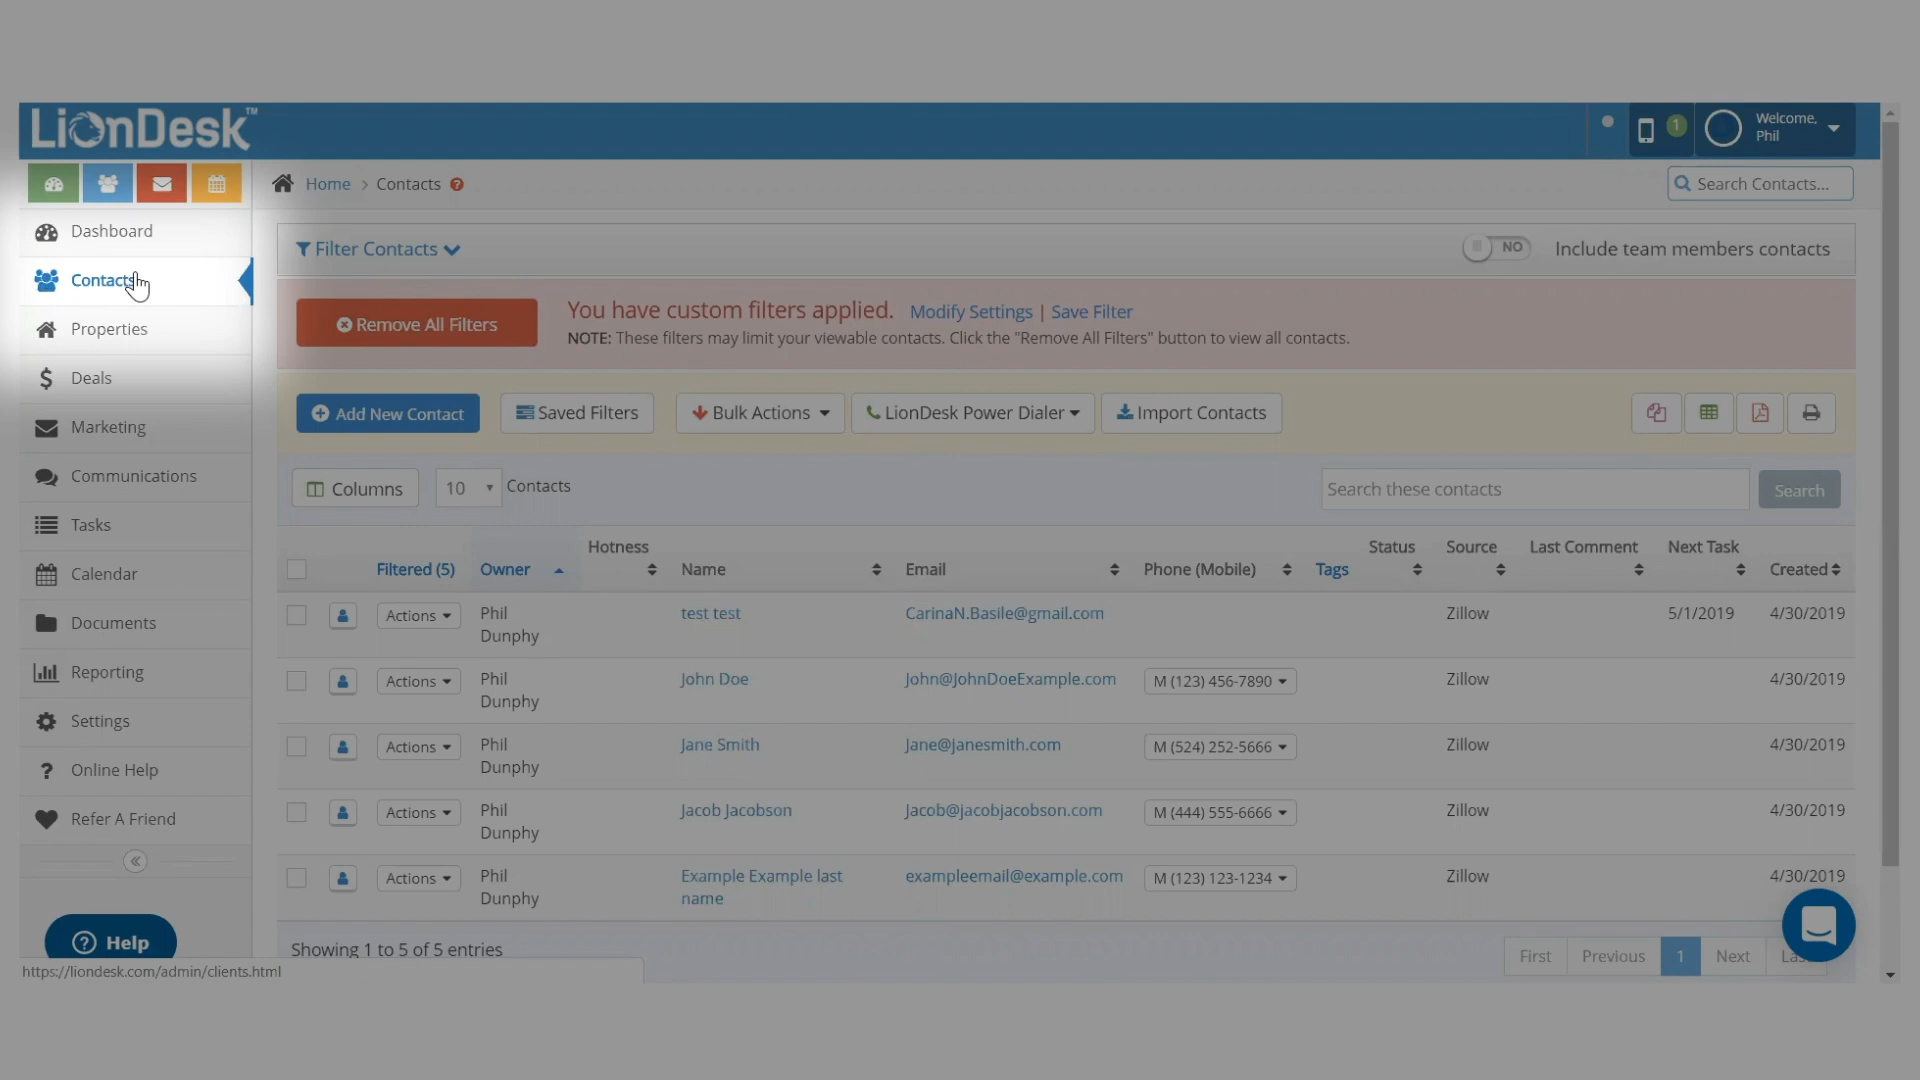 LionDesk™
1
Welcome,
Phil
Home > Contacts
Search Contacts...
Dashboard
Contacts
Properties
Deals
Marketing
Communications
Tasks
Calendar
Documents
Reporting
Settings
Online Help
Refer A Friend
Help
https://liondesk.com/admin/clients.html
Filter Contacts
NO Include team members contacts
Remove All Filters
You have custom filters applied. Modify Settings | Save Filter
NOTE: These filters may limit your viewable contacts. Click the "Remove All Filters" button to view all contacts.
Add New Contact Saved Filters Bulk Actions LionDesk Power Dialer Import Contacts
Columns 10 Contacts Search these contacts Search
Filtered (5) Owner Hotness Name Email Phone (Mobile) Tags Status Source Last Comment Next Task Created
Actions Phil Dunphy test test CarinaN.Basile@gmail.com Zillow 5/1/2019 4/30/2019
Actions Phil Dunphy John Doe John@JohnDoeExample.com M (123) 456-7890 Zillow 4/30/2019
Actions Phil Dunphy Jane Smith Jane@janesmith.com M (524) 252-5666 Zillow 4/30/2019
Actions Phil Dunphy Jacob Jacobson Jacob@jacobjacobson.com M (444) 555-6666 Zillow 4/30/2019
Actions Phil Dunphy Example Example last name exampleemail@example.com M (123) 123-1234 Zillow 4/30/2019
Showing 1 to 5 of 5 entries
First Previous 1 Next